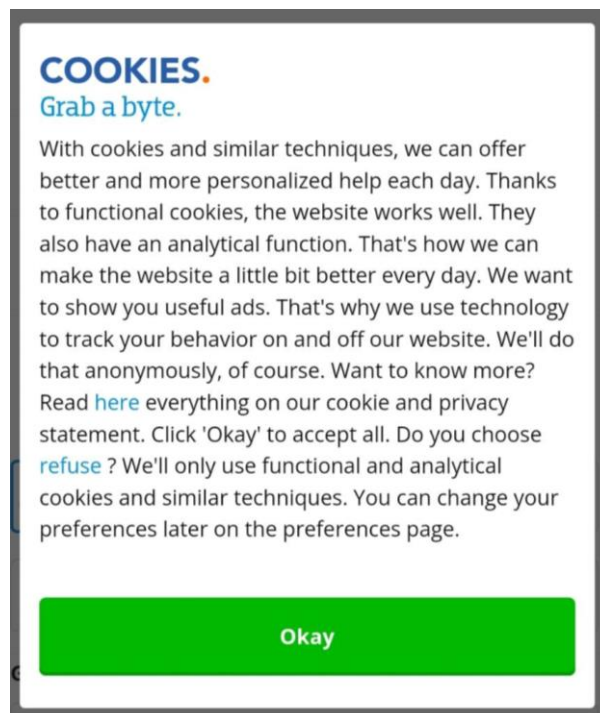 COOKIES.
Grab a byte.
With cookies and similar techniques, we can offer
better and more personalized help each day. Thanks
to functional cookies, the website works well. They
also have an analytical function. That's how we can
make the website a little bit better every day. We want
to show you useful ads. That's why we use technology
to track your behavior on and off our website. We'll do
that anonymously, of course. Want to know more?
Read here everything on our cookie and privacy
statement. Click 'Okay' to accept all. Do you choose
refuse ? We'll only use functional and analytical
cookies and similar techniques. You can change your
preferences later on the preferences page.
Okay